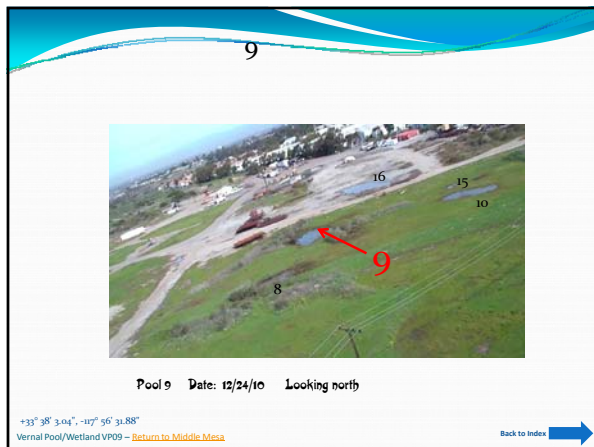 9
16
15
10
9
8
Pool 9 Date: 12/24/10 Looking north
+33° 38' 3.04", -117° 56' 31.88"
Vernal Pool/Wetland VP09 – Return to Middle Mesa
Back to Index